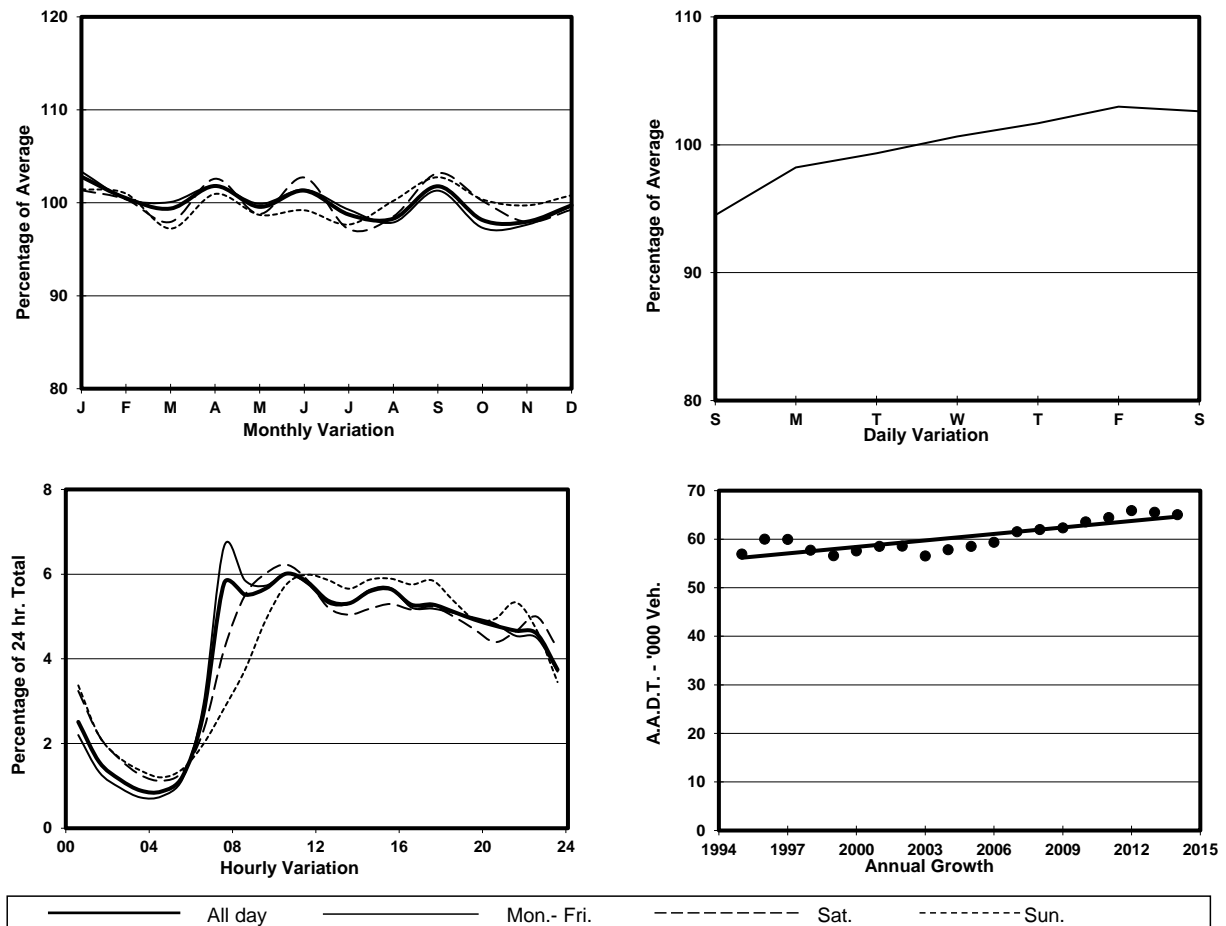 120
110
100
90
80
Percentage of Average
J F M A M J J A S O N D
Monthly Variation
110
100
90
80
Percentage of Average
S M T W T F S
Daily Variation
8
6
4
2
0
Percentage of 24 hr. Total
00 04 08 12 16 20 24
Hourly Variation
70
60
50
40
30
20
10
0
A.A.D.T. - '000 Veh.
1994 1997 2000 2003 2006 2009 2012 2015
Annual Growth
All day Mon.- Fri. Sat. Sun.